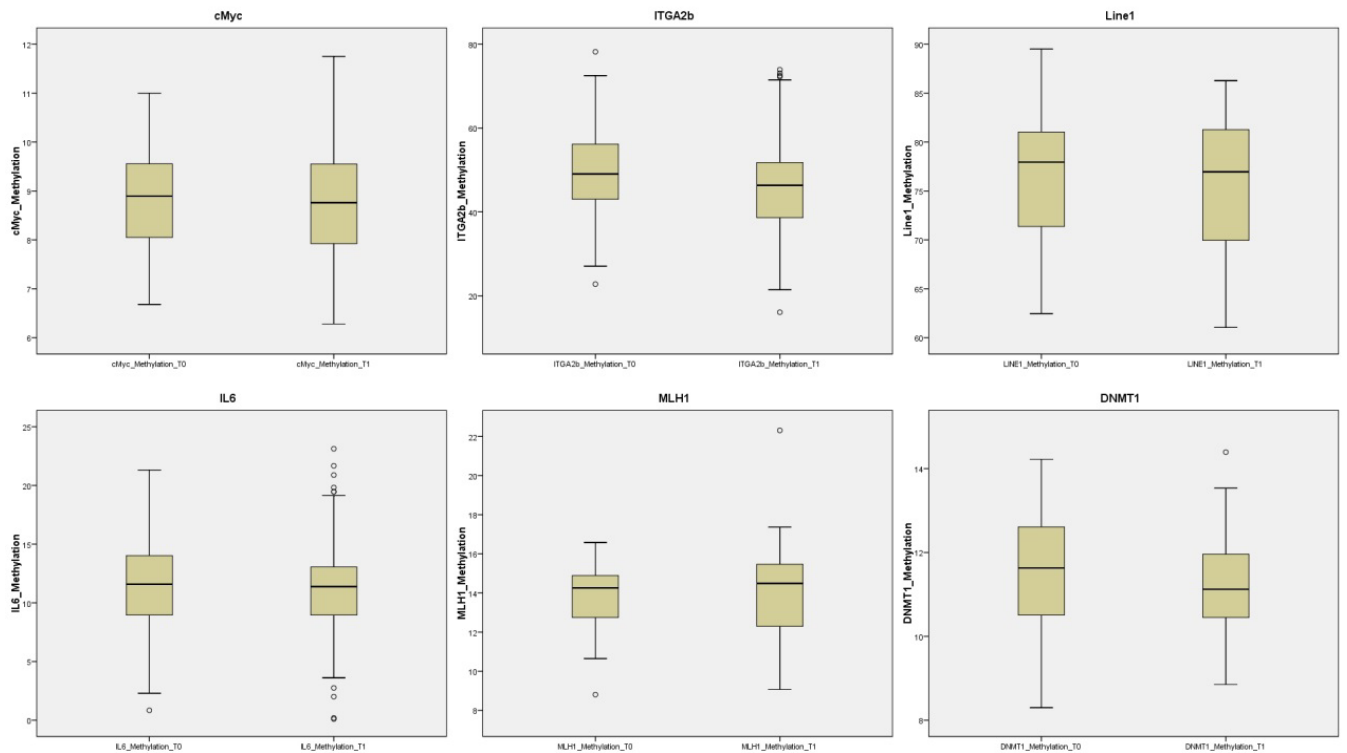 cMyc
12
11
10
9
8
7
6
cMyc_Methylation
cMyc_Methylation_T0
cMyc_Methylation_T1
ITGA2b
80
60
40
20
ITGA2b_Methylation
ITGA2b_Methylation_T0
ITGA2b_Methylation_T1
Line1
90
85
80
75
70
65
60
Line1_Methylation
LINE1_Methylation_T0
LINE1_Methylation_T1
IL6
25
20
15
10
5
0
IL6_Methylation
IL6_Methylation_T0
IL6_Methylation_T1
MLH1
22
20
18
16
14
12
10
8
MLH1_Methylation
MLH1_Methylation_T0
MLH1_Methylation_T1
DNMT1
14
12
10
8
DNMT1_Methylation
DNMT1_Methylation_T0
DNMT1_Methylation_T1